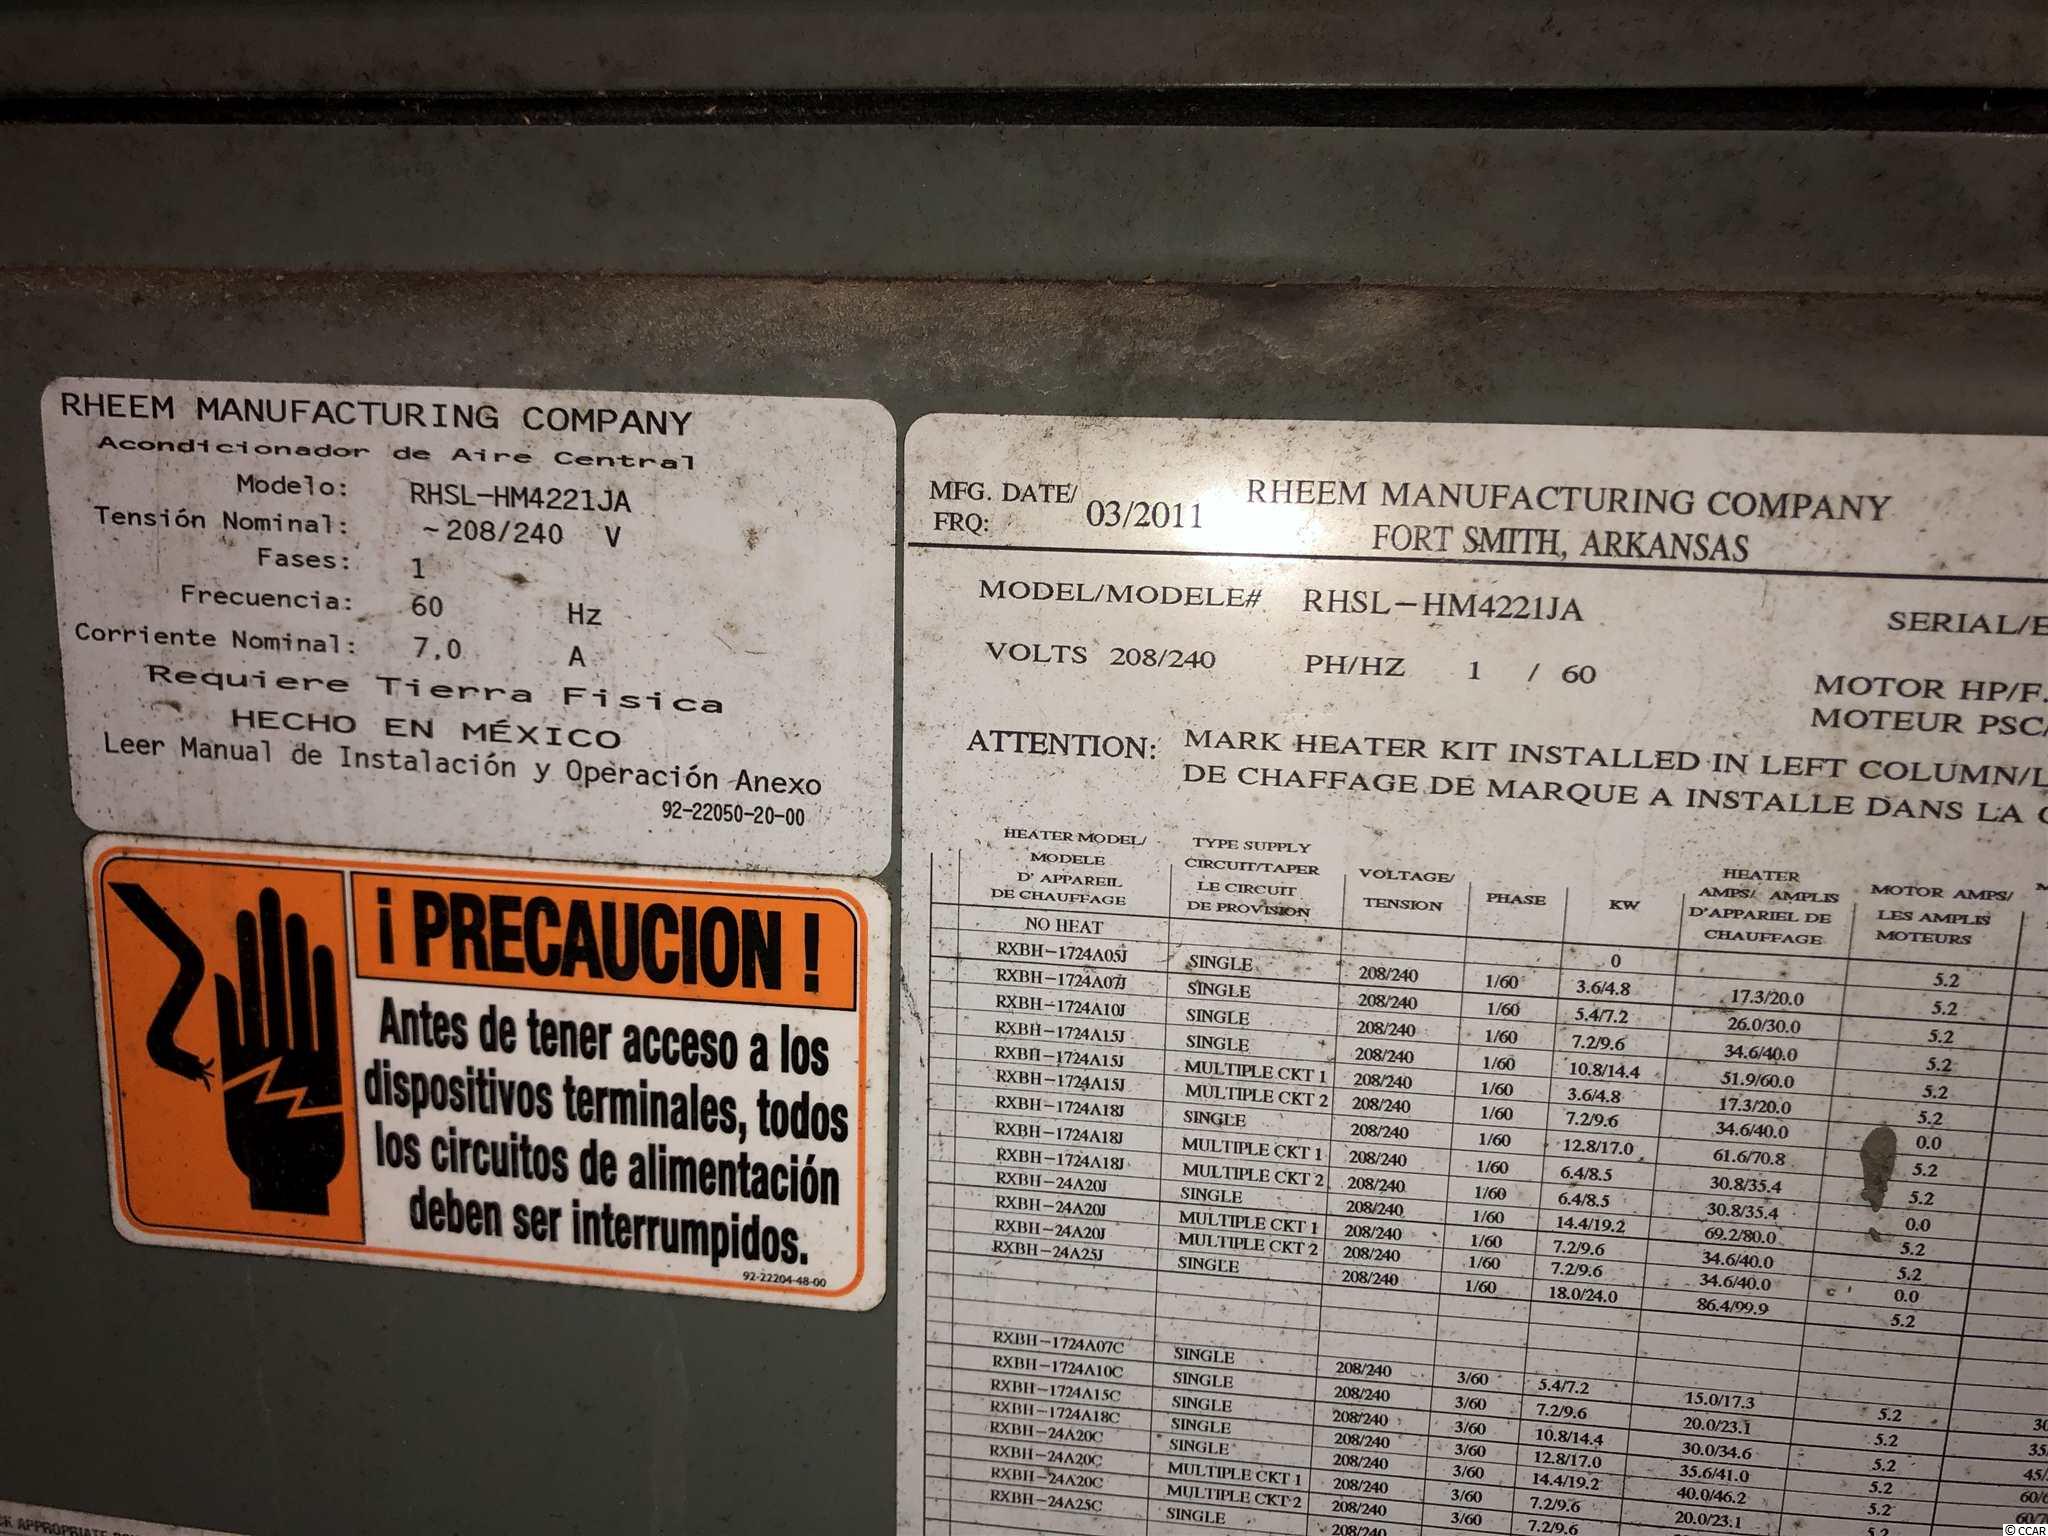 RHEEM MANUFACTURING COMPANY
Acondicionador de Aire Central
Modelo: RHSL-HM4221JA
Tensión Nominal: ~208/240 V
Fases: 1
Frecuencia: 60 Hz
Corriente Nominal: 7,0 A
Requiere Tierra Fisica
HECHO EN MÉXICO
Leer Manual de Instalación y Operación Anexo
92-22050-20-00
¡ PRECAUCION !
Antes de tener acceso a los
dispositivos terminales, todos
los circuitos de alimentación
deben ser interrumpidos.
92-22204-48-00
MFG. DATE/
FRQ: 03/2011
RHEEM MANUFACTURING COMPANY
FORT SMITH, ARKANSAS
MODEL/MODELE# RHSL-HM4221JA SERIAL/
VOLTS 208/240 PH/HZ 1 / 60
MOTOR HP/F.
MOTEUR PSC/
ATTENTION: MARK HEATER KIT INSTALLED IN LEFT COLUMN/
DE CHAFFAGE DE MARQUE A INSTALLE DANS LA
HEATER MODEL/
MODELE
D' APPAREIL
DE CHAUFFAGE
TYPE SUPPLY
CIRCUIT/TAPER
LE CIRCUIT
DE PROVISION
VOLTAGE/
TENSION
PHASE
KW
HEATER
AMPS/ AMPLIS
D'APPAREIL DE
CHAUFFAGE
MOTOR AMPS/
LES AMPLIS
MOTEURS
NO HEAT 0 5.2
RXBH-1724A05J SINGLE 208/240 1/60 3.6/4.8 17.3/20.0 5.2
RXBH-1724A07J SINGLE 208/240 1/60 5.4/7.2 26.0/30.0 5.2
RXBH-1724A10J SINGLE 208/240 1/60 7.2/9.6 34.6/40.0 5.2
RXBH-1724A15J SINGLE 208/240 1/60 10.8/14.4 51.9/60.0 5.2
RXBH-1724A15J MULTIPLE CKT 1 208/240 1/60 3.6/4.8 17.3/20.0 5.2
RXBH-1724A15J MULTIPLE CKT 2 208/240 1/60 7.2/9.6 34.6/40.0 0.0
RXBH-1724A18J SINGLE 208/240 1/60 12.8/17.0 61.6/70.8 5.2
RXBH-1724A18J MULTIPLE CKT 1 208/240 1/60 6.4/8.5 30.8/35.4 5.2
RXBH-1724A18J MULTIPLE CKT 2 208/240 1/60 6.4/8.5 30.8/35.4 0.0
RXBH-24A20J SINGLE 208/240 1/60 14.4/19.2 69.2/80.0 5.2
RXBH-24A20J MULTIPLE CKT 1 208/240 1/60 7.2/9.6 34.6/40.0 5.2
RXBH-24A20J MULTIPLE CKT 2 208/240 1/60 7.2/9.6 34.6/40.0 0.0
RXBH-24A25J SINGLE 208/240 1/60 18.0/24.0 86.4/99.9 5.2
RXBH-1724A07C SINGLE 208/240 3/60 5.4/7.2 15.0/17.3 5.2
RXBH-1724A10C SINGLE 208/240 3/60 7.2/9.6 20.0/23.1 5.2
RXBH-1724A15C SINGLE 208/240 3/60 10.8/14.4 30.0/34.6 5.2
RXBH-1724A18C SINGLE 208/240 3/60 12.8/17.0 35.6/41.0 5.2
RXBH-24A20C SINGLE 208/240 3/60 14.4/19.2 40.0/46.2 5.2
RXBH-24A20C MULTIPLE CKT 1 208/240 3/60 7.2/9.6 20.0/23.1 5.2
RXBH-24A20C MULTIPLE CKT 2 208/240 3/60 7.2/9.6
RXBH-24A25C SINGLE 208/240
APPROPRIATE
© CCAR